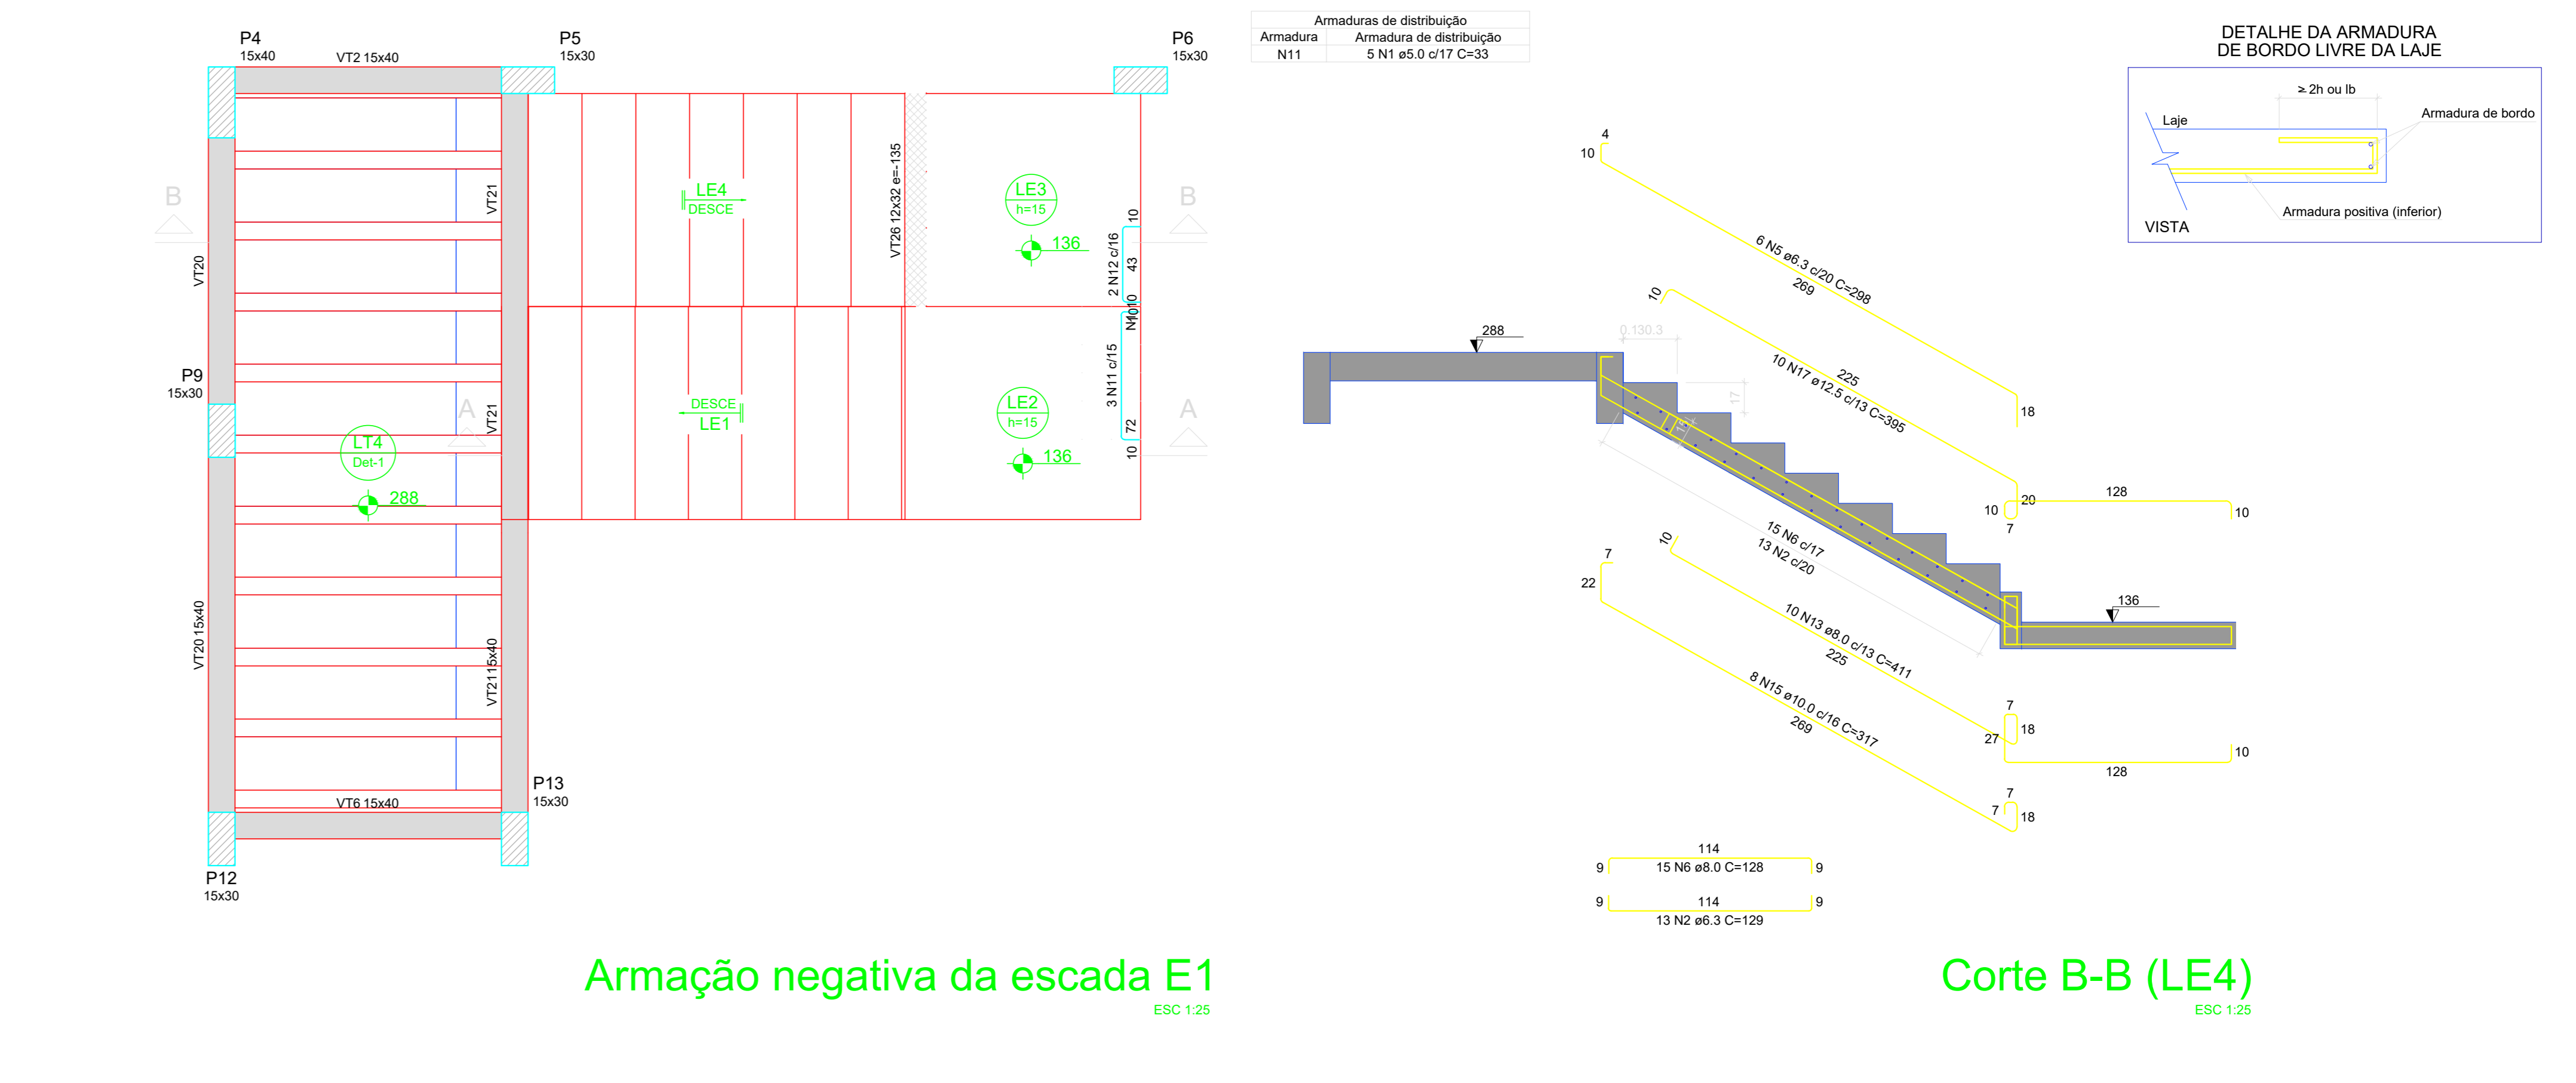 P4
15x40
VT2 15x40
P5
15x30
P6
15x30
B
VT20
VT21
LE4
DESCE
VT26 12x32 e=-135
LE3
h=15
136
10
2 N12 c/16
43
10
B
P9
15x30
A
VT21
LT4
Det-1
288
DESCE
LE1
LE2
h=15
136
3 N11 c/15
72
10
A
VT20 15x40
VT21 15x40
VT6 15x40
P13
15x30
P12
15x30
Armação negativa da escada E1
ESC 1:25
Armaduras de distribuição
Armadura
Armadura de distribuição
N11
5 N1 ø5.0 c/17 C=33
4
10
6 N5 ø6.3 c/20 C=298
269
10
225
10 N17 ø12.5 c/13 C=395
18
288
0.130.3
17
20
10
7
128
10
15 N6 c/17
13 N2 c/20
136
7
22
10
10 N13 ø8.0 c/13 C=411
225
8 N15 ø10.0 c/16 C=317
269
7
18
27
128
10
7
7
18
114
9
15 N6 ø8.0 C=128
9
9
114
9
13 N2 ø6.3 C=129
Corte B-B (LE4)
ESC 1:25
DETALHE DA ARMADURA
DE BORDO LIVRE DA LAJE
≥ 2h ou lb
Laje
Armadura de bordo
Armadura positiva (inferior)
VISTA